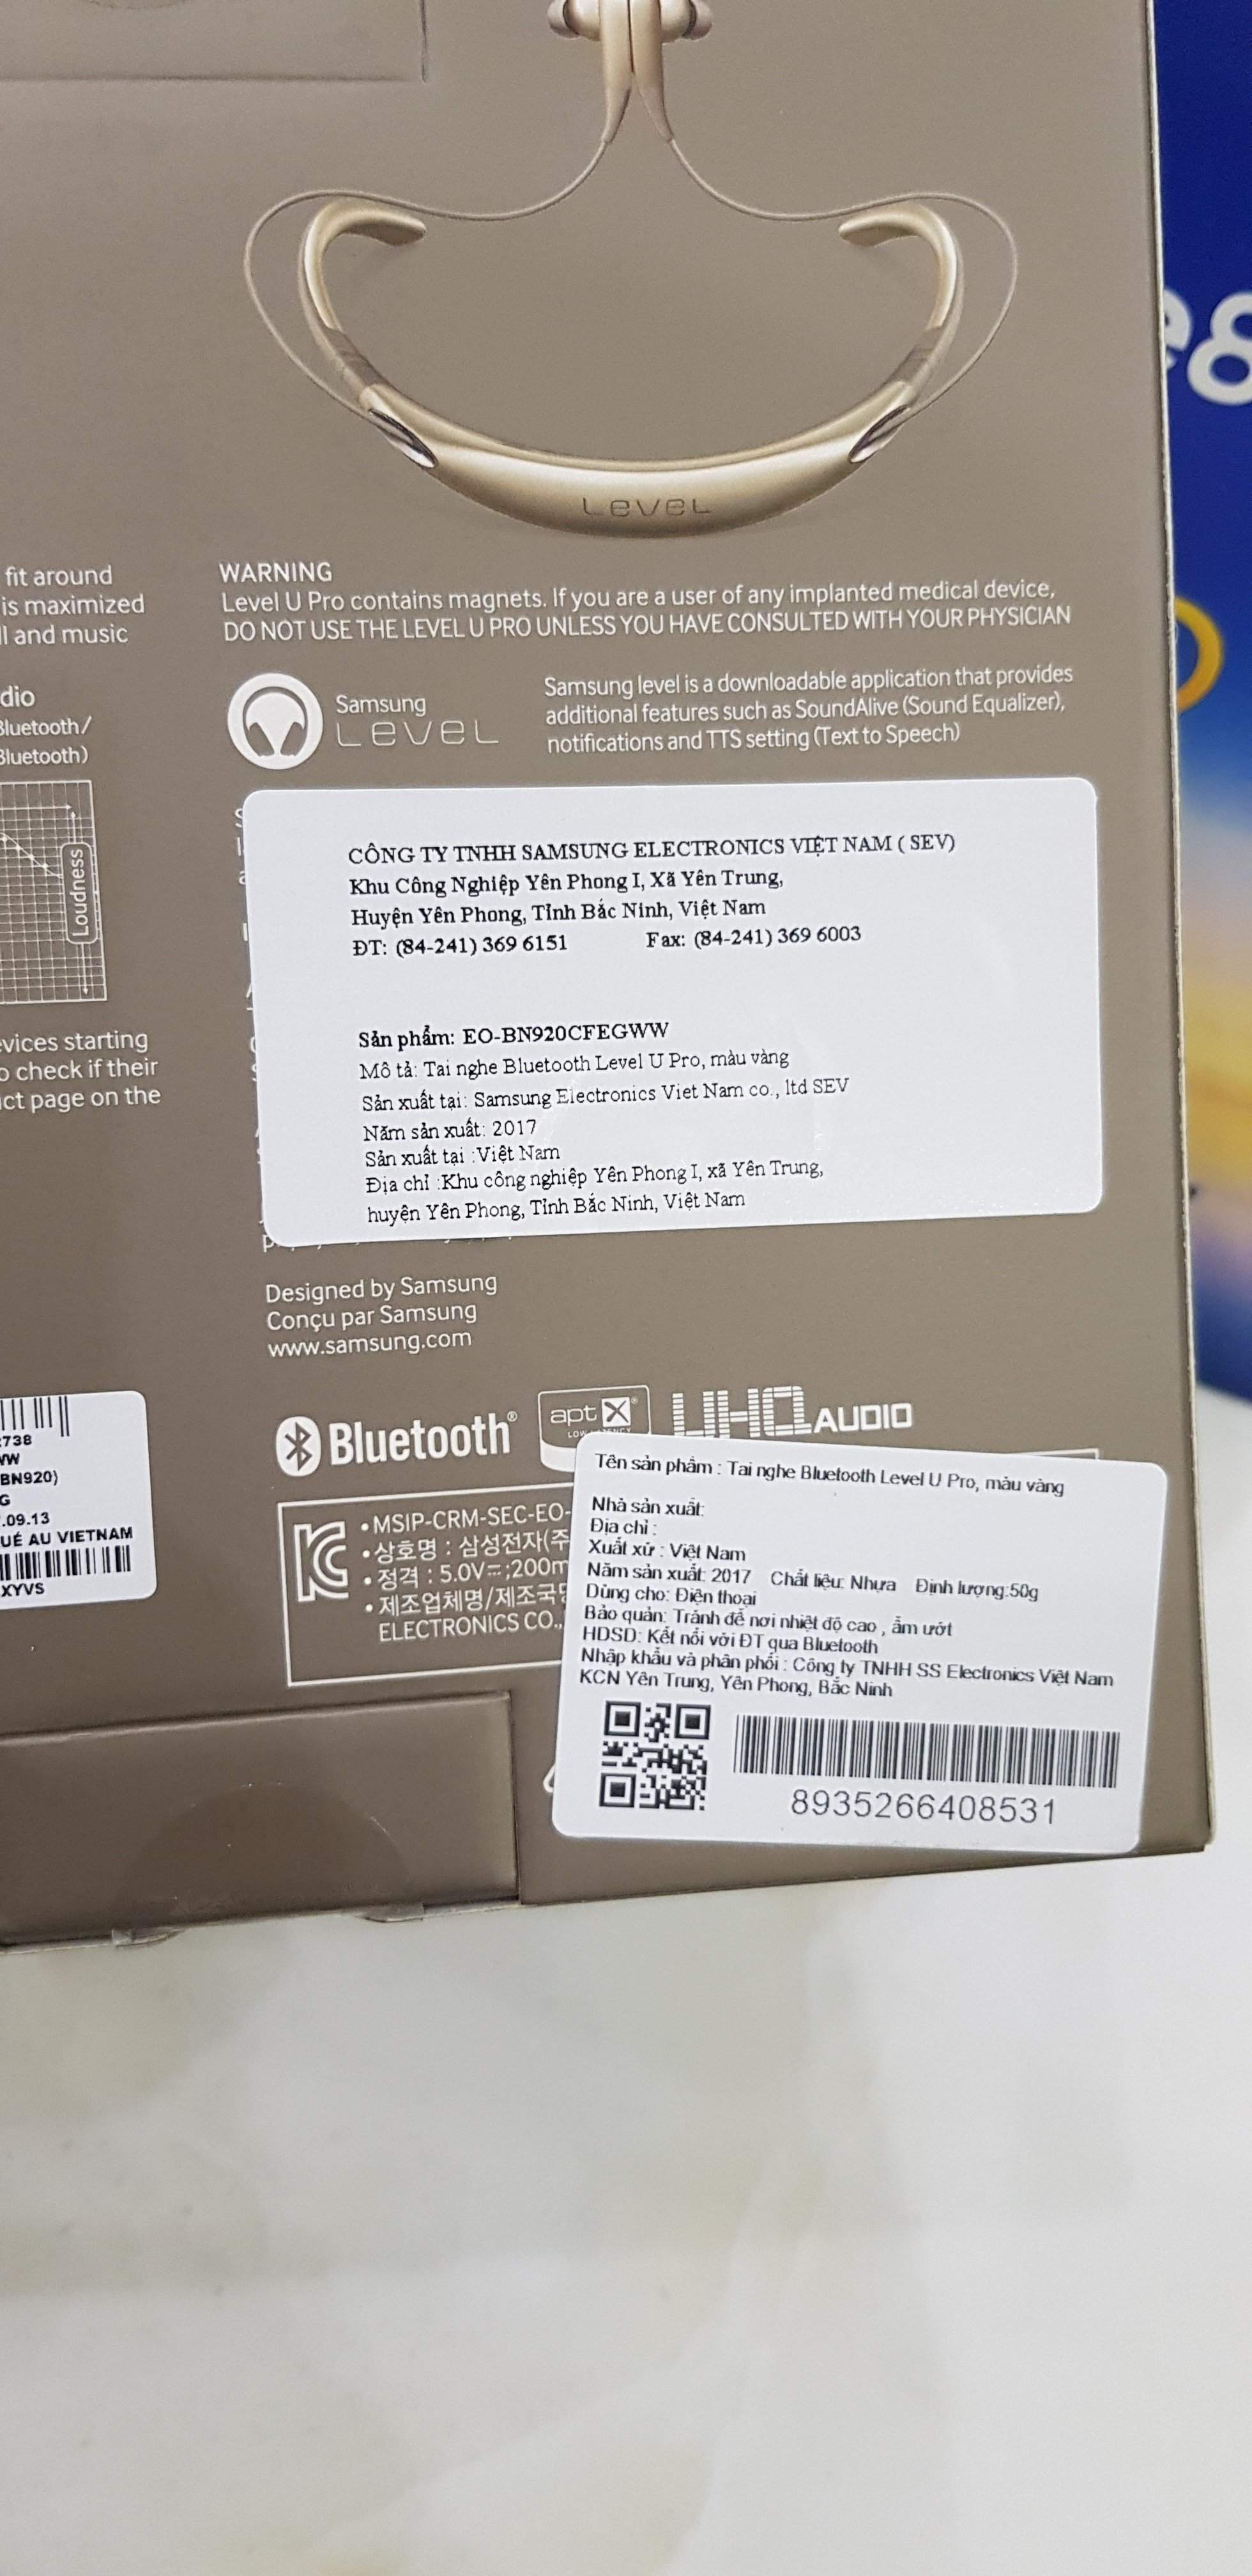 LEVEL
e8
fit around
is maximized
and music
WARNING
Level U Pro contains magnets. If you are a user of any implanted medical device,
DO NOT USE THE LEVEL U PRO UNLESS YOU HAVE CONSULTED WITH YOUR PHYSICIAN
dio
Bluetooth/
Bluetooth)
Loudness
Samsung
LEVEL
Samsung level is a downloadable application that provides
additional features such as SoundAlive (Sound Equalizer),
notifications and TTS setting (Text to Speech)
CÔNG TY TNHH SAMSUNG ELECTRONICS VIỆT NAM ( SEV)
Khu Công Nghiệp Yên Phong I, Xã Yên Trung,
Huyện Yên Phong, Tỉnh Bắc Ninh, Việt Nam
ĐT: (84-241) 369 6151 Fax: (84-241) 369 6003
Sản phẩm: EO-BN920CFEGWW
Mô tả: Tai nghe Bluetooth Level U Pro, màu vàng
Sản xuất tại: Samsung Electronics Viet Nam co., ltd SEV
Năm sản xuất: 2017
Sản xuất tại :Việt Nam
Địa chỉ :Khu công nghiệp Yên Phong I, xã Yên Trung,
huyện Yên Phong, Tỉnh Bắc Ninh, Việt Nam
vices starting
o check if their
ct page on the
Designed by Samsung
Conçu par Samsung
www.samsung.com
738
WW
BN920)
G
.09.13
UÉ AU VIETNAM
XYVS
Bluetooth®
aptX®
UHQ AUDIO
• MSIP-CRM-SEC-EO-
• 상호명 : 삼성전자(주
• 정격 : 5.0V⎓;200m
• 제조업체명/제조국명
ELECTRONICS CO.,
Tên sản phẩm : Tai nghe Bluetooth Level U Pro, màu vàng
Nhà sản xuất:
Địa chỉ :
Xuất xứ : Việt Nam
Năm sản xuất: 2017 Chất liệu: Nhựa Định lượng:50g
Dùng cho: Điện thoại
Bảo quản: Tránh để nơi nhiệt độ cao , ẩm ướt
HDSD: Kết nối với ĐT qua Bluetooth
Nhập khẩu và phân phối : Công ty TNHH SS Electronics Việt Nam
KCN Yên Trung, Yên Phong, Bắc Ninh
8935266408531